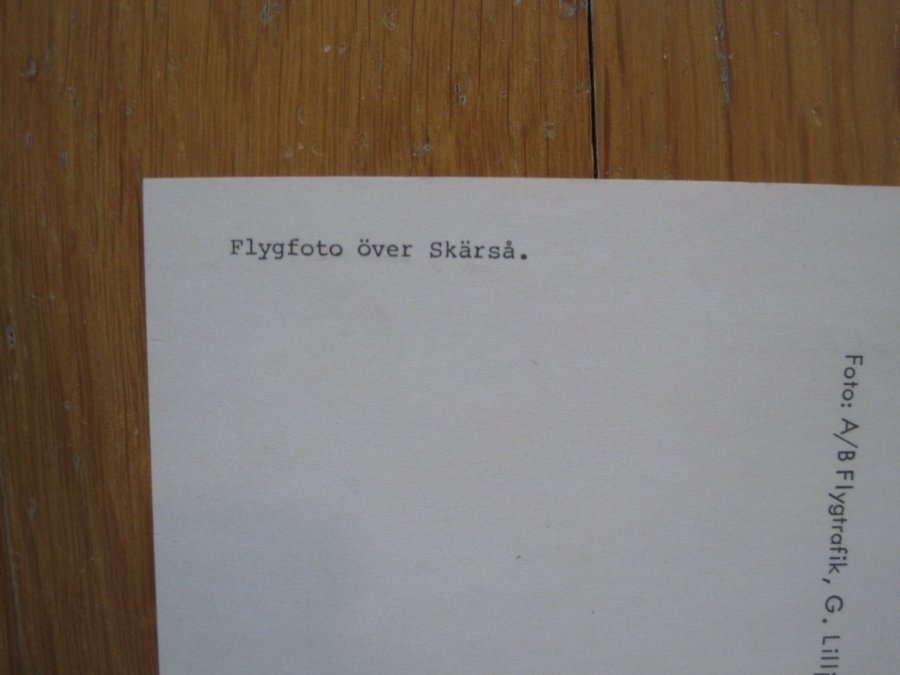 Flygfoto över Skärså.
Foto: A/B Flygtrafik, G.